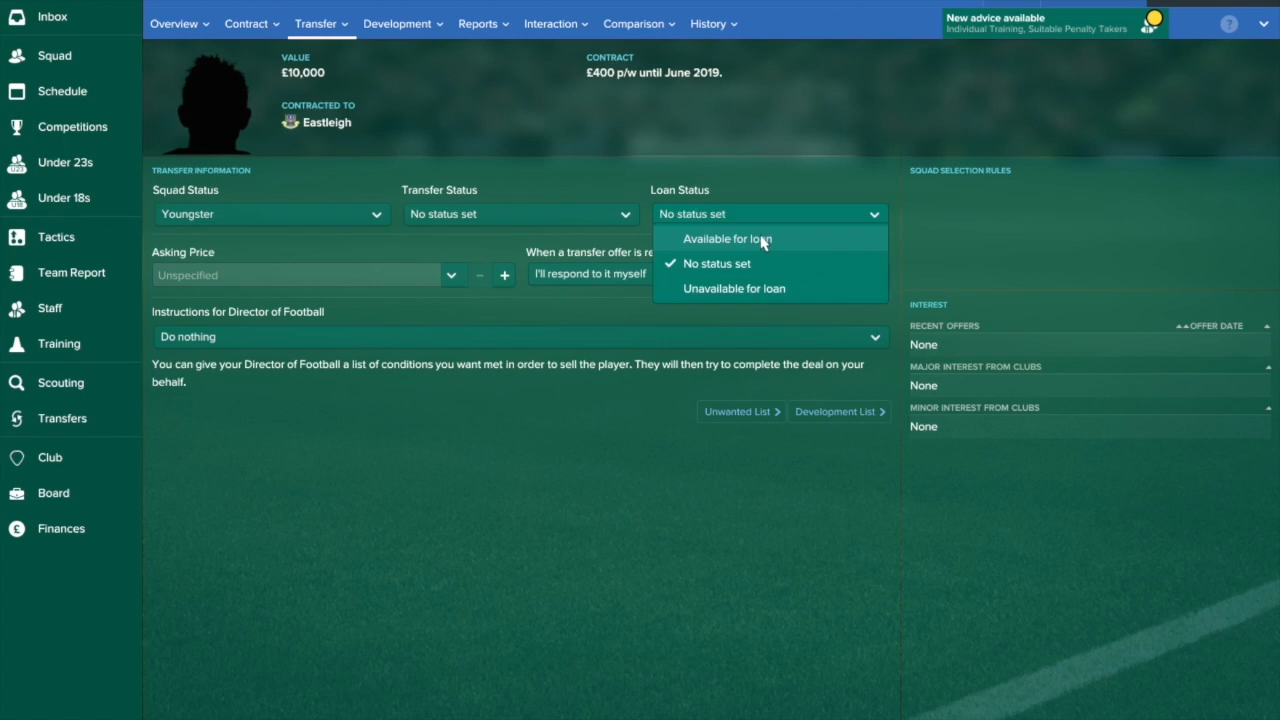 Inbox
Squad
Schedule
Competitions
Under 23s
Under 18s
Tactics
Team Report
Staff
Training
Scouting
Transfers
Club
Board
Finances
Overview
Contract
Transfer
Development
Reports
Interaction
Comparison
History
New advice available
Individual Training, Suitable Penalty Takers
?
VALUE
£10,000
CONTRACTED TO
Eastleigh
CONTRACT
£400 p/w until June 2019.
TRANSFER INFORMATION
Squad Status
Transfer Status
Loan Status
Youngster
No status set
No status set
Available for loan
No status set
Unavailable for loan
Asking Price
Unspecified
When a transfer offer is re
I'll respond to it myself
Instructions for Director of Football
Do nothing
You can give your Director of Football a list of conditions you want met in order to sell the player. They will then try to complete the deal on your
behalf.
Unwanted List
Development List
SQUAD SELECTION RULES
INTEREST
RECENT OFFERS
OFFER DATE
None
MAJOR INTEREST FROM CLUBS
None
MINOR INTEREST FROM CLUBS
None